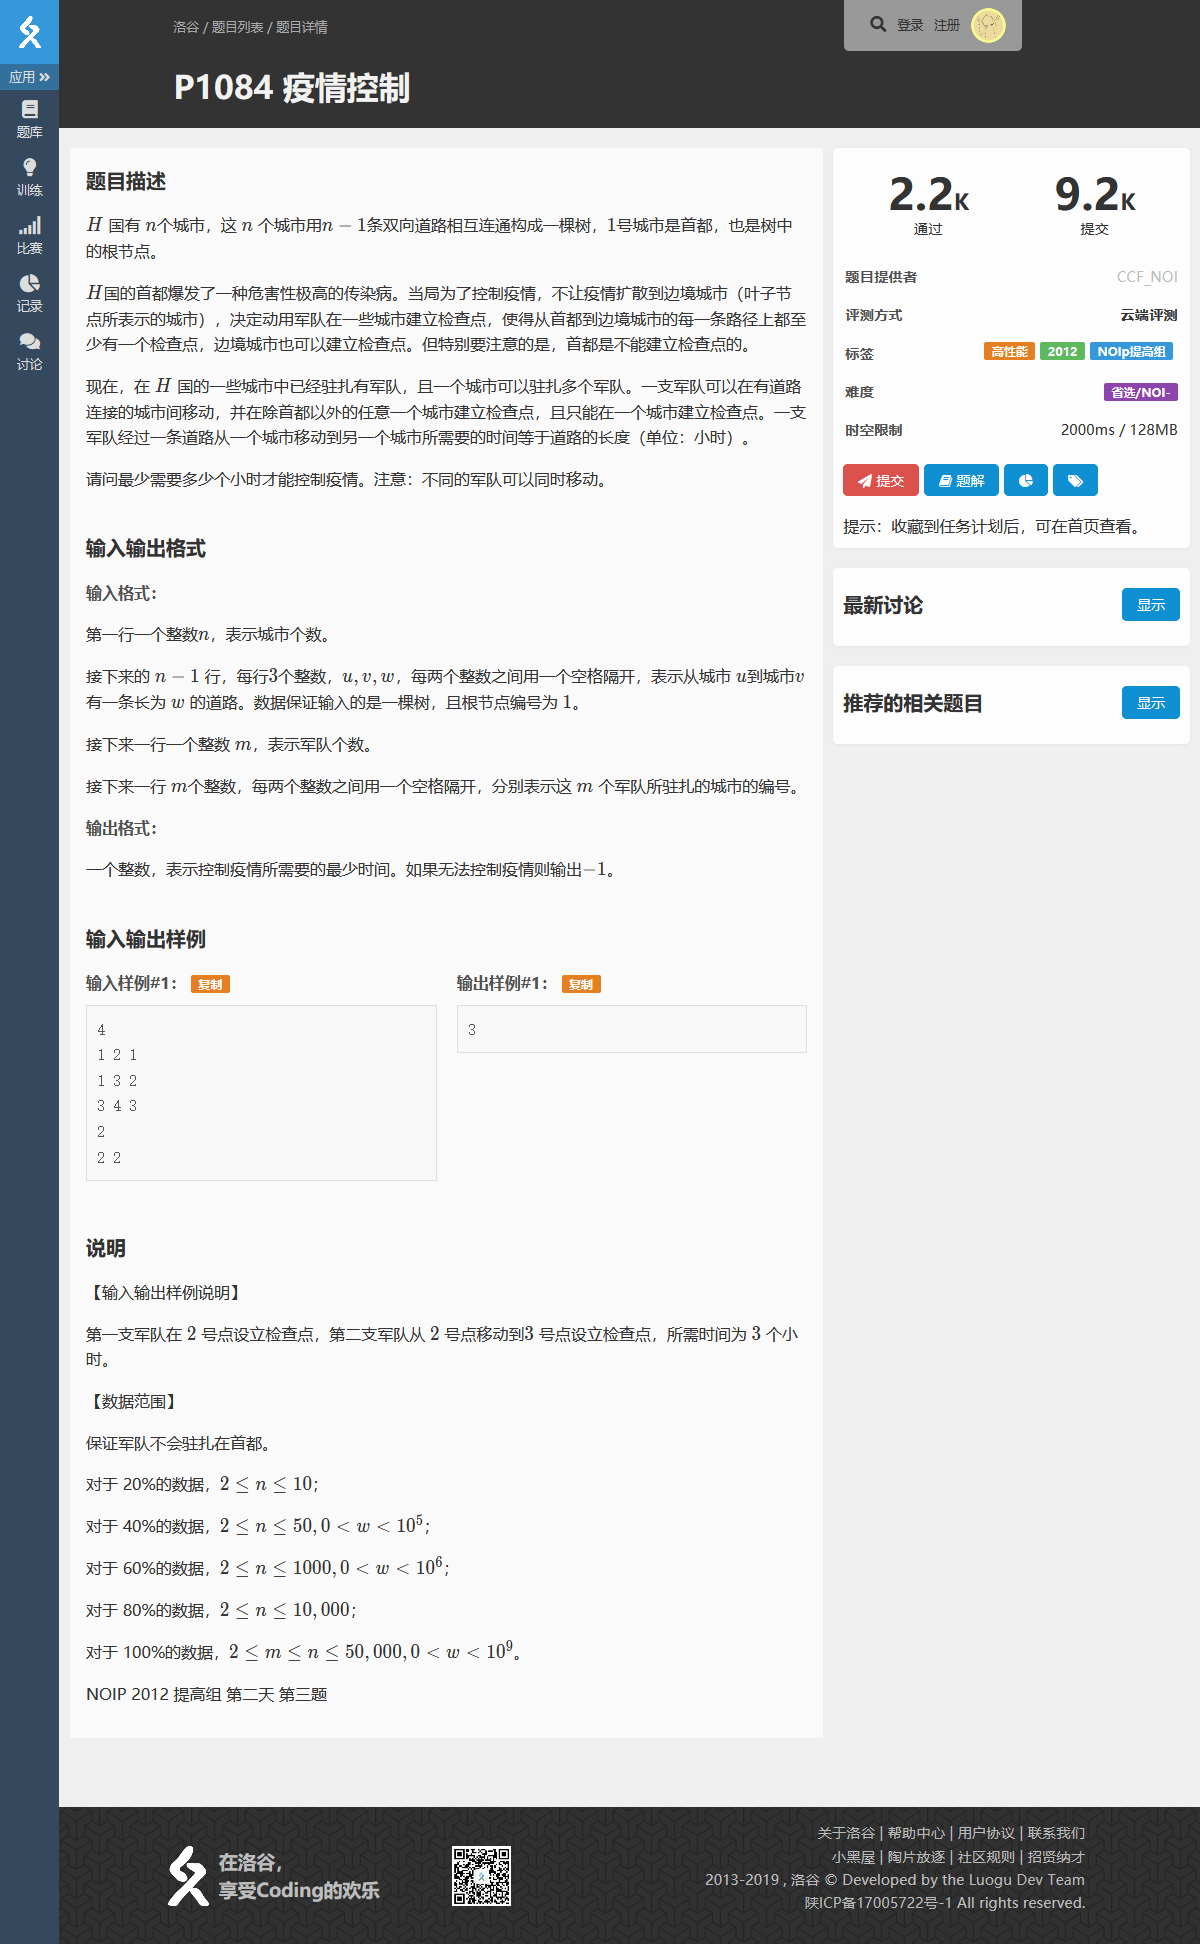 洛谷 / 题目列表 / 题目详情
登录 注册
P1084 疫情控制
应用
题库
训练
比赛
记录
讨论
题目描述
H 国有 n个城市，这 n 个城市用n − 1条双向道路相互连通构成一棵树，1号城市是首都，也是树中
的根节点。
H国的首都爆发了一种危害性极高的传染病。当局为了控制疫情，不让疫情扩散到边境城市（叶子节
点所表示的城市），决定动用军队在一些城市建立检查点，使得从首都到边境城市的每一条路径上都至
少有一个检查点，边境城市也可以建立检查点。但特别要注意的是，首都是不能建立检查点的。
现在，在 H 国的一些城市中已经驻扎有军队，且一个城市可以驻扎多个军队。一支军队可以在有道路
连接的城市间移动，并在除首都以外的任意一个城市建立检查点，且只能在一个城市建立检查点。一支
军队经过一条道路从一个城市移动到另一个城市所需要的时间等于道路的长度（单位：小时）。
请问最少需要多少个小时才能控制疫情。注意：不同的军队可以同时移动。
输入输出格式
输入格式：
第一行一个整数n，表示城市个数。
接下来的 n − 1 行，每行3个整数，u, v, w，每两个整数之间用一个空格隔开，表示从城市 u到城市v
有一条长为 w 的道路。数据保证输入的是一棵树，且根节点编号为 1。
接下来一行一个整数 m，表示军队个数。
接下来一行 m个整数，每两个整数之间用一个空格隔开，分别表示这 m 个军队所驻扎的城市的编号。
输出格式：
一个整数，表示控制疫情所需要的最少时间。如果无法控制疫情则输出−1。
输入输出样例
输入样例#1： 复制
4
1 2 1
1 3 2
3 4 3
2
2 2
输出样例#1： 复制
3
说明
【输入输出样例说明】
第一支军队在 2 号点设立检查点，第二支军队从 2 号点移动到3 号点设立检查点，所需时间为 3 个小
时。
【数据范围】
保证军队不会驻扎在首都。
对于 20%的数据，2 ≤ n ≤ 10；
对于 40%的数据，2 ≤ n ≤ 50, 0 < w < 10^5；
对于 60%的数据，2 ≤ n ≤ 1000, 0 < w < 10^6；
对于 80%的数据，2 ≤ n ≤ 10, 000；
对于 100%的数据，2 ≤ m ≤ n ≤ 50, 000, 0 < w < 10^9。
NOIP 2012 提高组 第二天 第三题
2.2K 9.2K
通过 提交
题目提供者 CCF_NOI
评测方式 云端评测
标签 高性能 2012 NOIp提高组
难度 省选/NOI-
时空限制 2000ms / 128MB
提交 题解
提示：收藏到任务计划后，可在首页查看。
最新讨论 显示
推荐的相关题目 显示
在洛谷，
享受Coding的欢乐
关于洛谷 | 帮助中心 | 用户协议 | 联系我们
小黑屋 | 陶片放逐 | 社区规则 | 招贤纳才
2013-2019 , 洛谷 © Developed by the Luogu Dev Team
陕ICP备17005722号-1 All rights reserved.